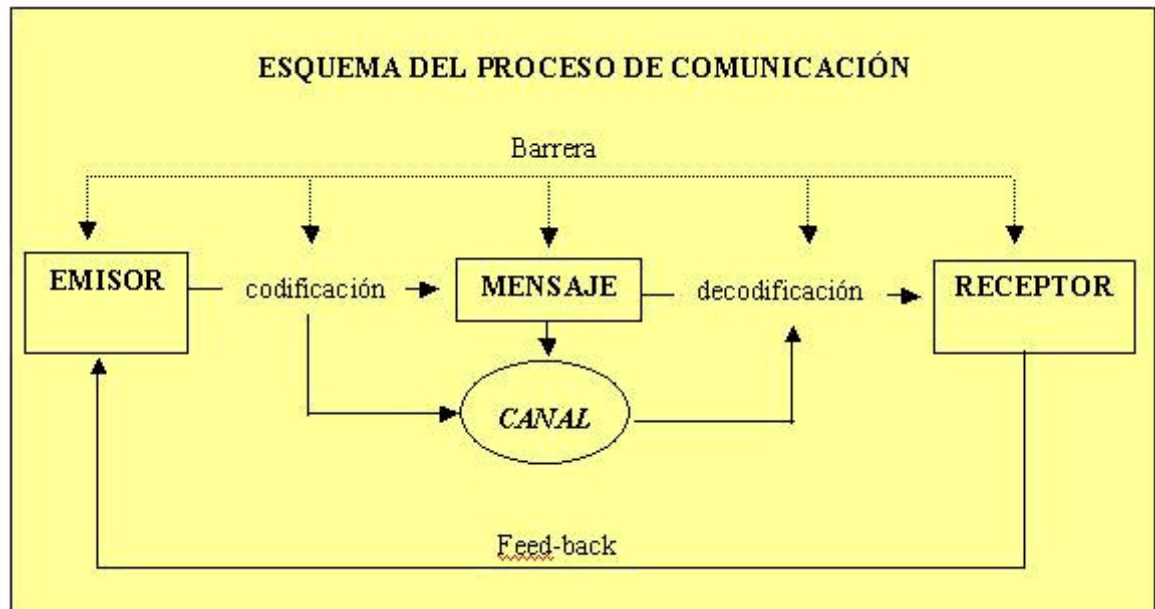 ESQUEMA DEL PROCESO DE COMUNICACIÓN
Barrera
EMISOR
codificación
MENSAJE
decodificación
RECEPTOR
CANAL
Feed-back